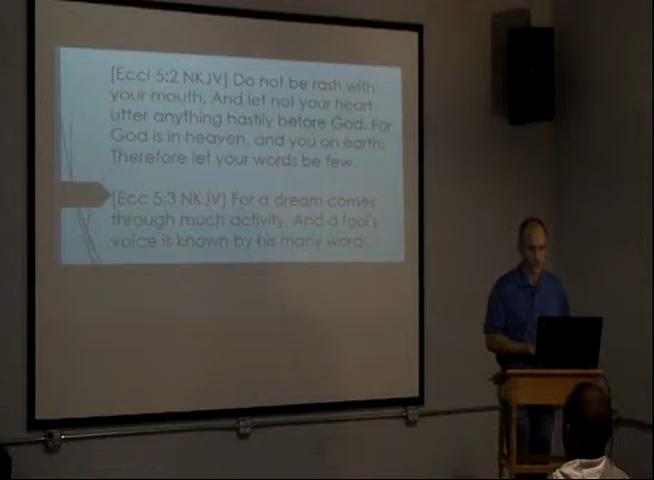 [Eccl 5:2 NKJV] Do not be rash with
your mouth, And let not your heart
utter anything hastily before God. For
God is in heaven, and you on earth;
Therefore let your words be few.
[Ecc 5:3 NKJV] For a dream comes
through much activity, And a fool's
voice is known by his many words.